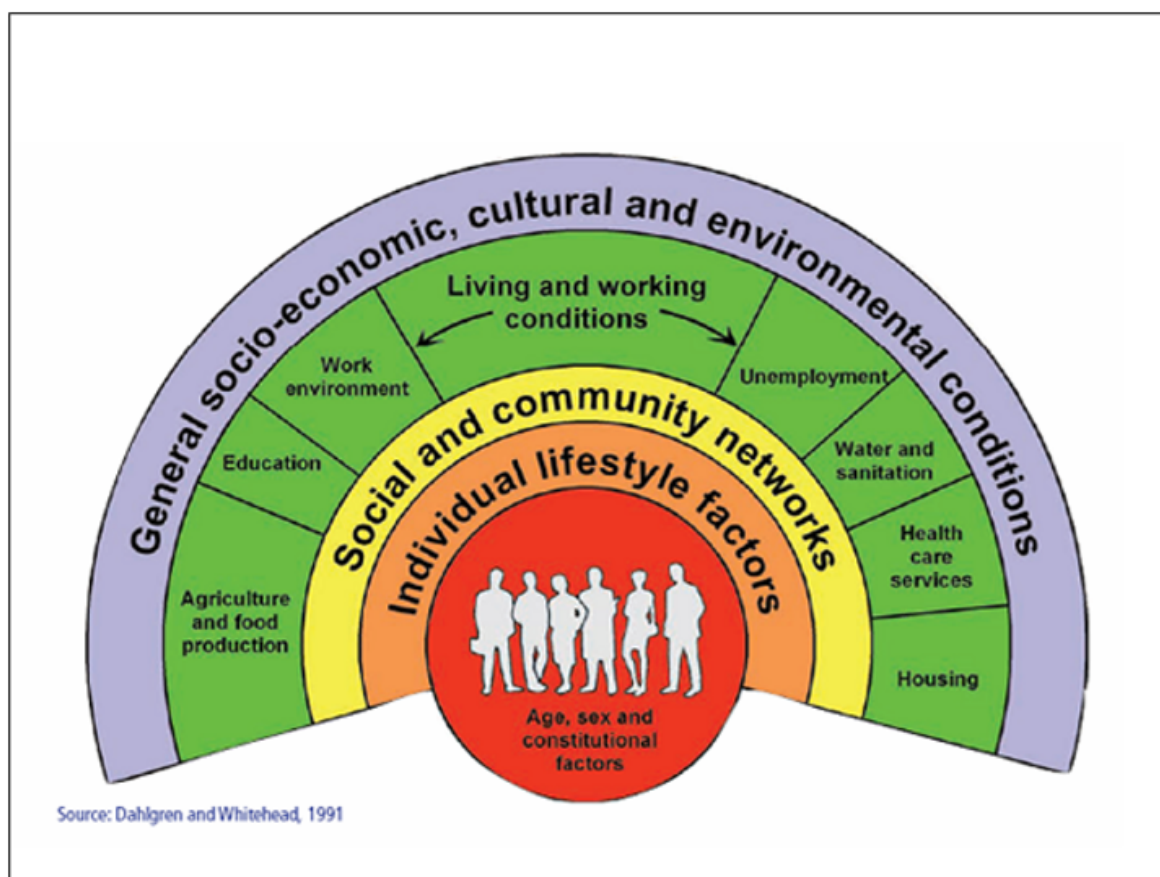 General socio-economic, cultural and environmental conditions
Living and working
conditions
Work
environment
Unemployment
Education
Water and
sanitation
Agriculture
and food
production
Health
care
services
Housing
Social and community networks
Individual lifestyle factors
Age, sex and
constitutional
factors
Source: Dahlgren and Whitehead, 1991